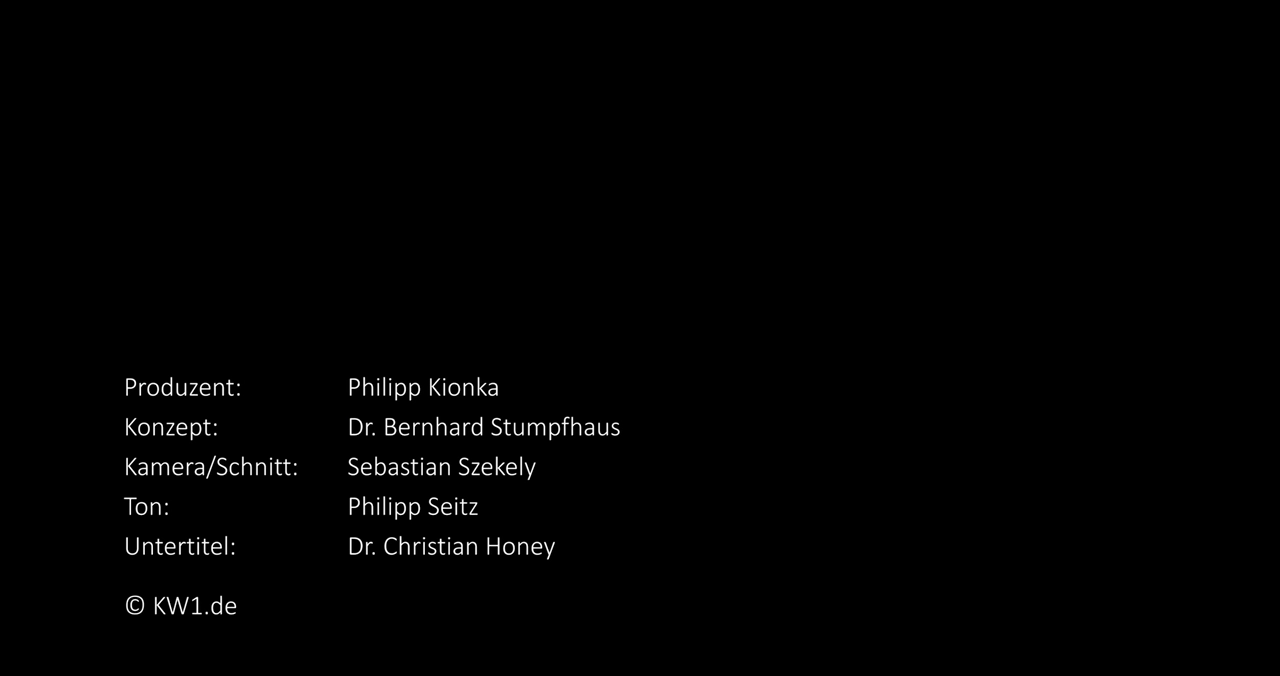 Produzent: Philipp Kionka
Konzept: Dr. Bernhard Stumpfhaus
Kamera/Schnitt: Sebastian Szekely
Ton: Philipp Seitz
Untertitel: Dr. Christian Honey
© KW1.de